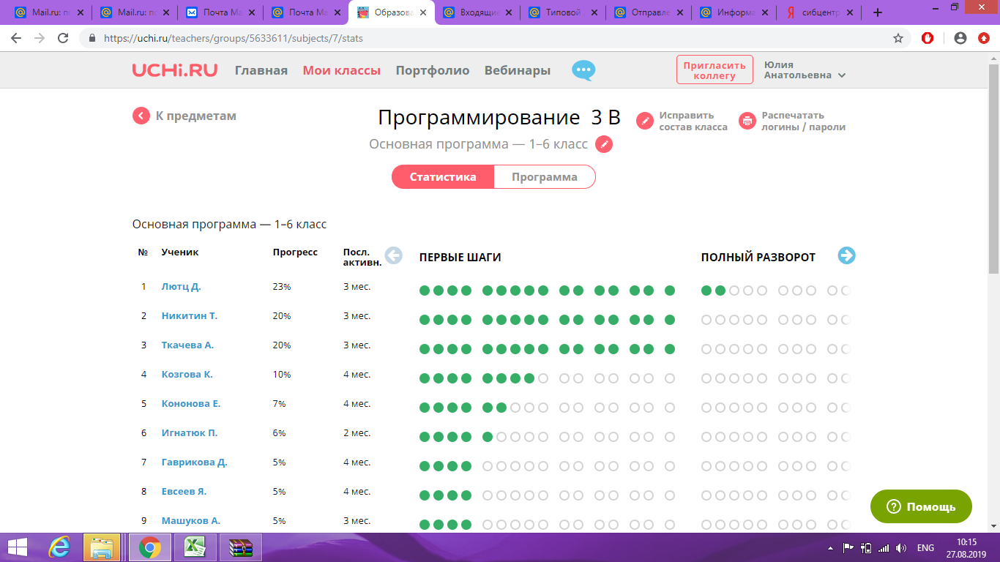 Mail.ru: по
Mail.ru: по
Почта Ма
Почта Ма
Образова
Входящие
Типовой
Отправле
Информа
сибцентр
https://uchi.ru/teachers/groups/5633611/subjects/7/stats
UCHi.RU
Главная
Мои классы
Портфолио
Вебинары
Пригласить
коллегу
Юлия
Анатольевна
К предметам
Программирование 3 В
Исправить
состав класса
Распечатать
логины / пароли
Основная программа — 1–6 класс
Статистика
Программа
Основная программа — 1–6 класс
№ Ученик Прогресс Посл. активн. ПЕРВЫЕ ШАГИ ПОЛНЫЙ РАЗВОРОТ
1 Лютц Д. 23% 3 мес.
2 Никитин Т. 20% 3 мес.
3 Ткачева А. 20% 3 мес.
4 Козгова К. 10% 4 мес.
5 Кононова Е. 7% 4 мес.
6 Игнатюк П. 6% 2 мес.
7 Гаврикова Д. 5% 4 мес.
8 Евсеев Я. 5% 4 мес.
9 Машуков А. 5% 3 мес.
Помощь
ENG
10:15
27.08.2019